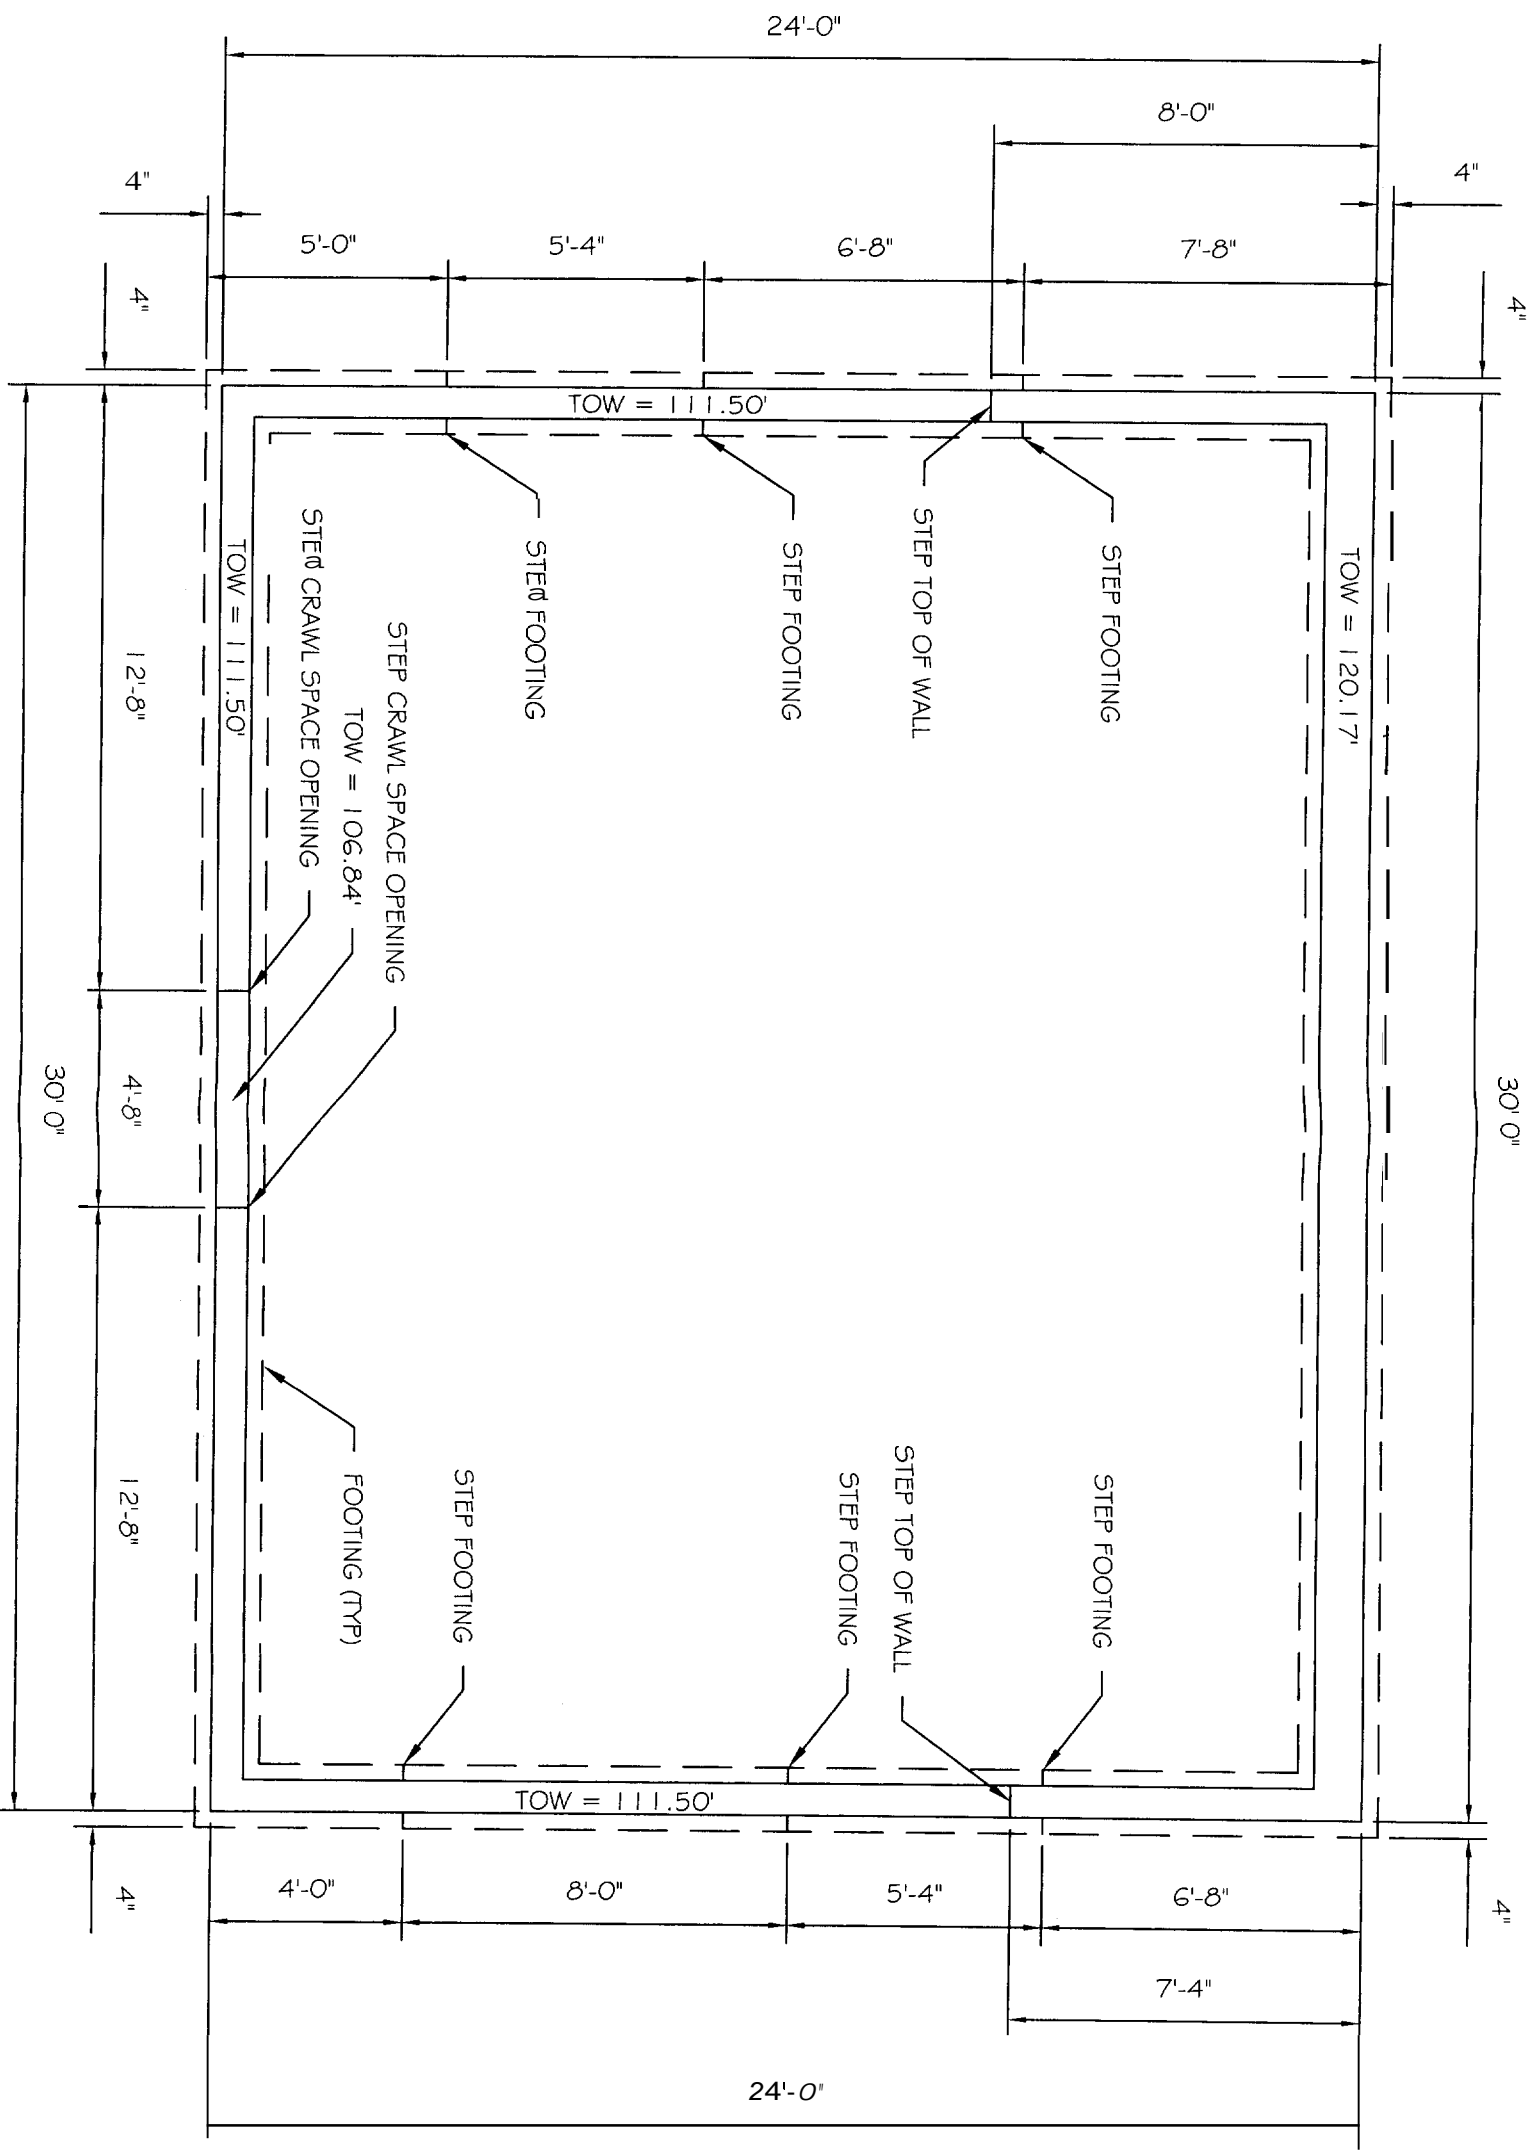 24'-0"
8'-0"
4"
4"
5'-0"
5'-4"
6'-8"
7'-8"
4"
4"
TOW = 111.50'
STEP FOOTING
STEP FOOTING
STEP TOP OF WALL
STEP FOOTING
TOW = 120.17'
TOW = 111.50'
STEP CRAWL SPACE OPENING
TOW = 106.84'
STEP CRAWL SPACE OPENING
12'-8"
4'-8"
12'-8"
30' 0"
30' 0"
FOOTING (TYP)
STEP FOOTING
STEP FOOTING
STEP TOP OF WALL
STEP FOOTING
TOW = 111.50'
4"
4'-0"
8'-0"
5'-4"
6'-8"
4"
7'-4"
24'-0"